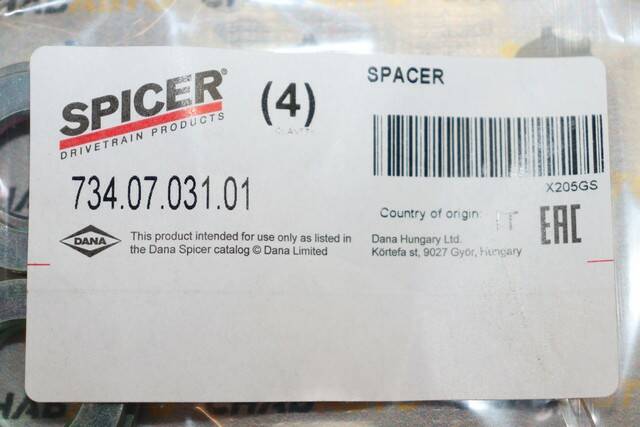 SPICER®
DRIVETRAIN PRODUCTS
(4)
SPACER
X205GS
734.07.031.01
Country of origin: IT
EAC
DANA
This product intended for use only as listed in
the Dana Spicer catalog © Dana Limited
Dana Hungary Ltd.
Körtefa st, 9027 Győr, Hungary